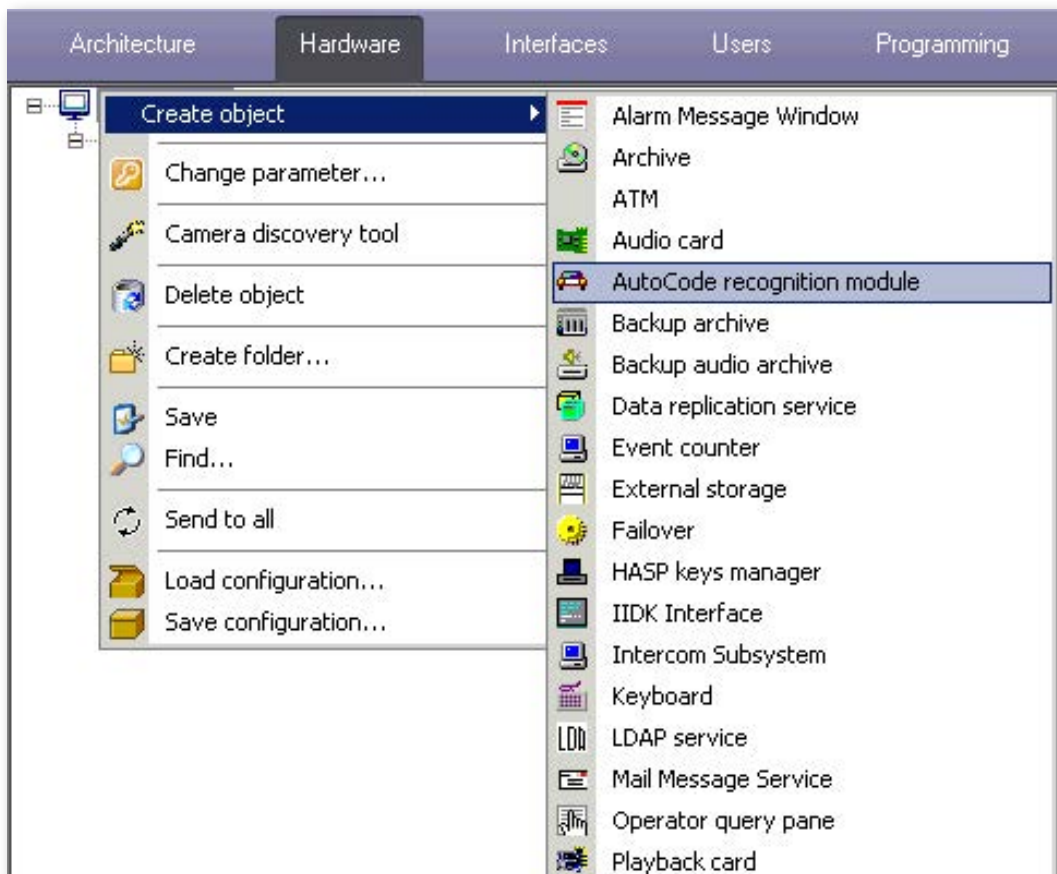 Architecture Hardware Interfaces Users Programming
Create object
Change parameter...
Camera discovery tool
Delete object
Create folder...
Save
Find...
Send to all
Load configuration...
Save configuration...
Alarm Message Window
Archive
ATM
Audio card
AutoCode recognition module
Backup archive
Backup audio archive
Data replication service
Event counter
External storage
Failover
HASP keys manager
IIDK Interface
Intercom Subsystem
Keyboard
LDAP service
Mail Message Service
Operator query pane
Playback card